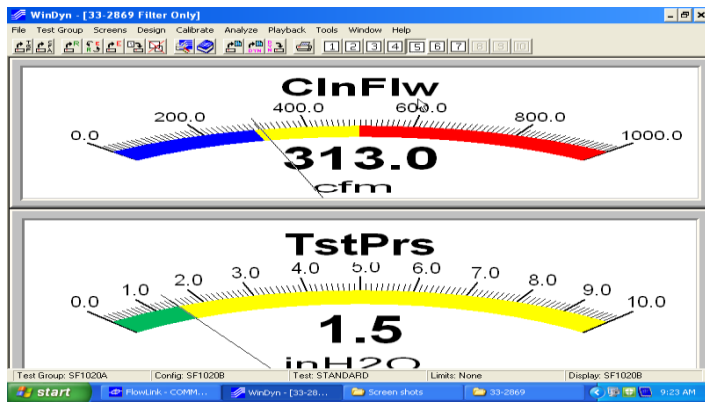 WinDyn - [33-2869 Filter Only]
File Test Group Screens Design Calibrate Analyze Playback Tools Window Help
1 2 3 4 5 6 7 8 9 10
ClnFlw
0.0 200.0 400.0 600.0 800.0 1000.0
313.0
cfm
TstPrs
0.0 1.0 2.0 3.0 4.0 5.0 6.0 7.0 8.0 9.0 10.0
1.5
inH2O
Test Group: SF1020A Config: SF1020B Test: STANDARD Limits: None Display: SF1020B
start FlowLink - COMM... WinDyn - [33-28... Screen shots 33-2869 9:23 AM